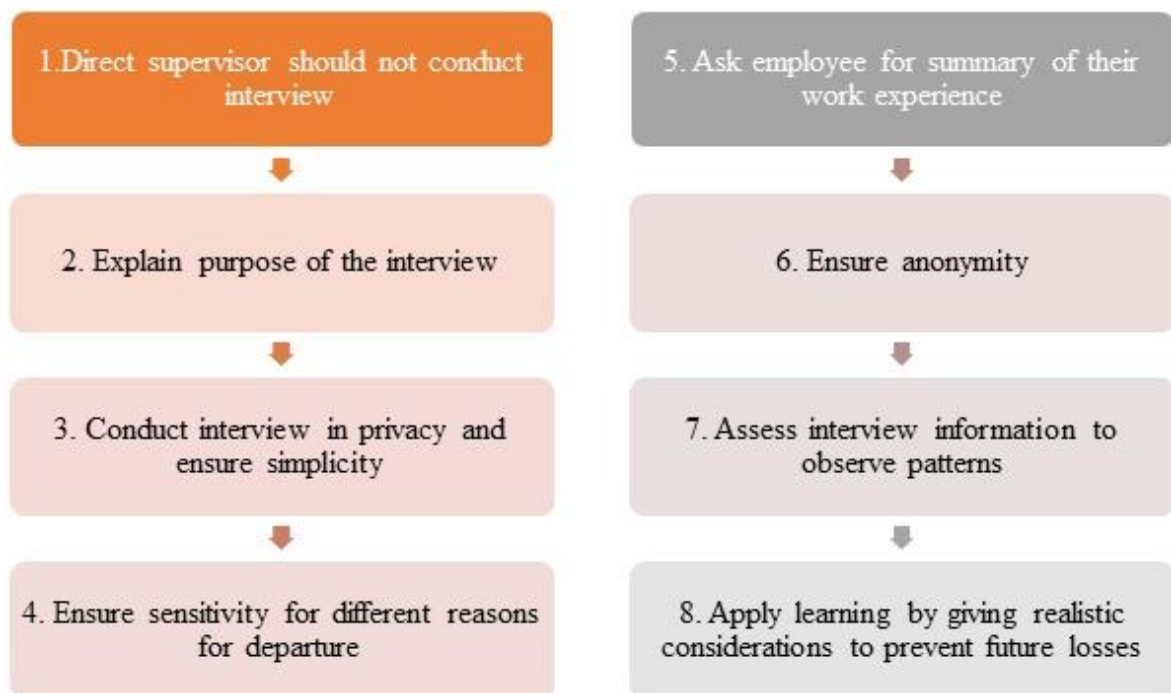 1.Direct supervisor should not conduct
interview
2. Explain purpose of the interview
3. Conduct interview in privacy and
ensure simplicity
4. Ensure sensitivity for different reasons
for departure
5. Ask employee for summary of their
work experience
6. Ensure anonymity
7. Assess interview information to
observe patterns
8. Apply learning by giving realistic
considerations to prevent future losses